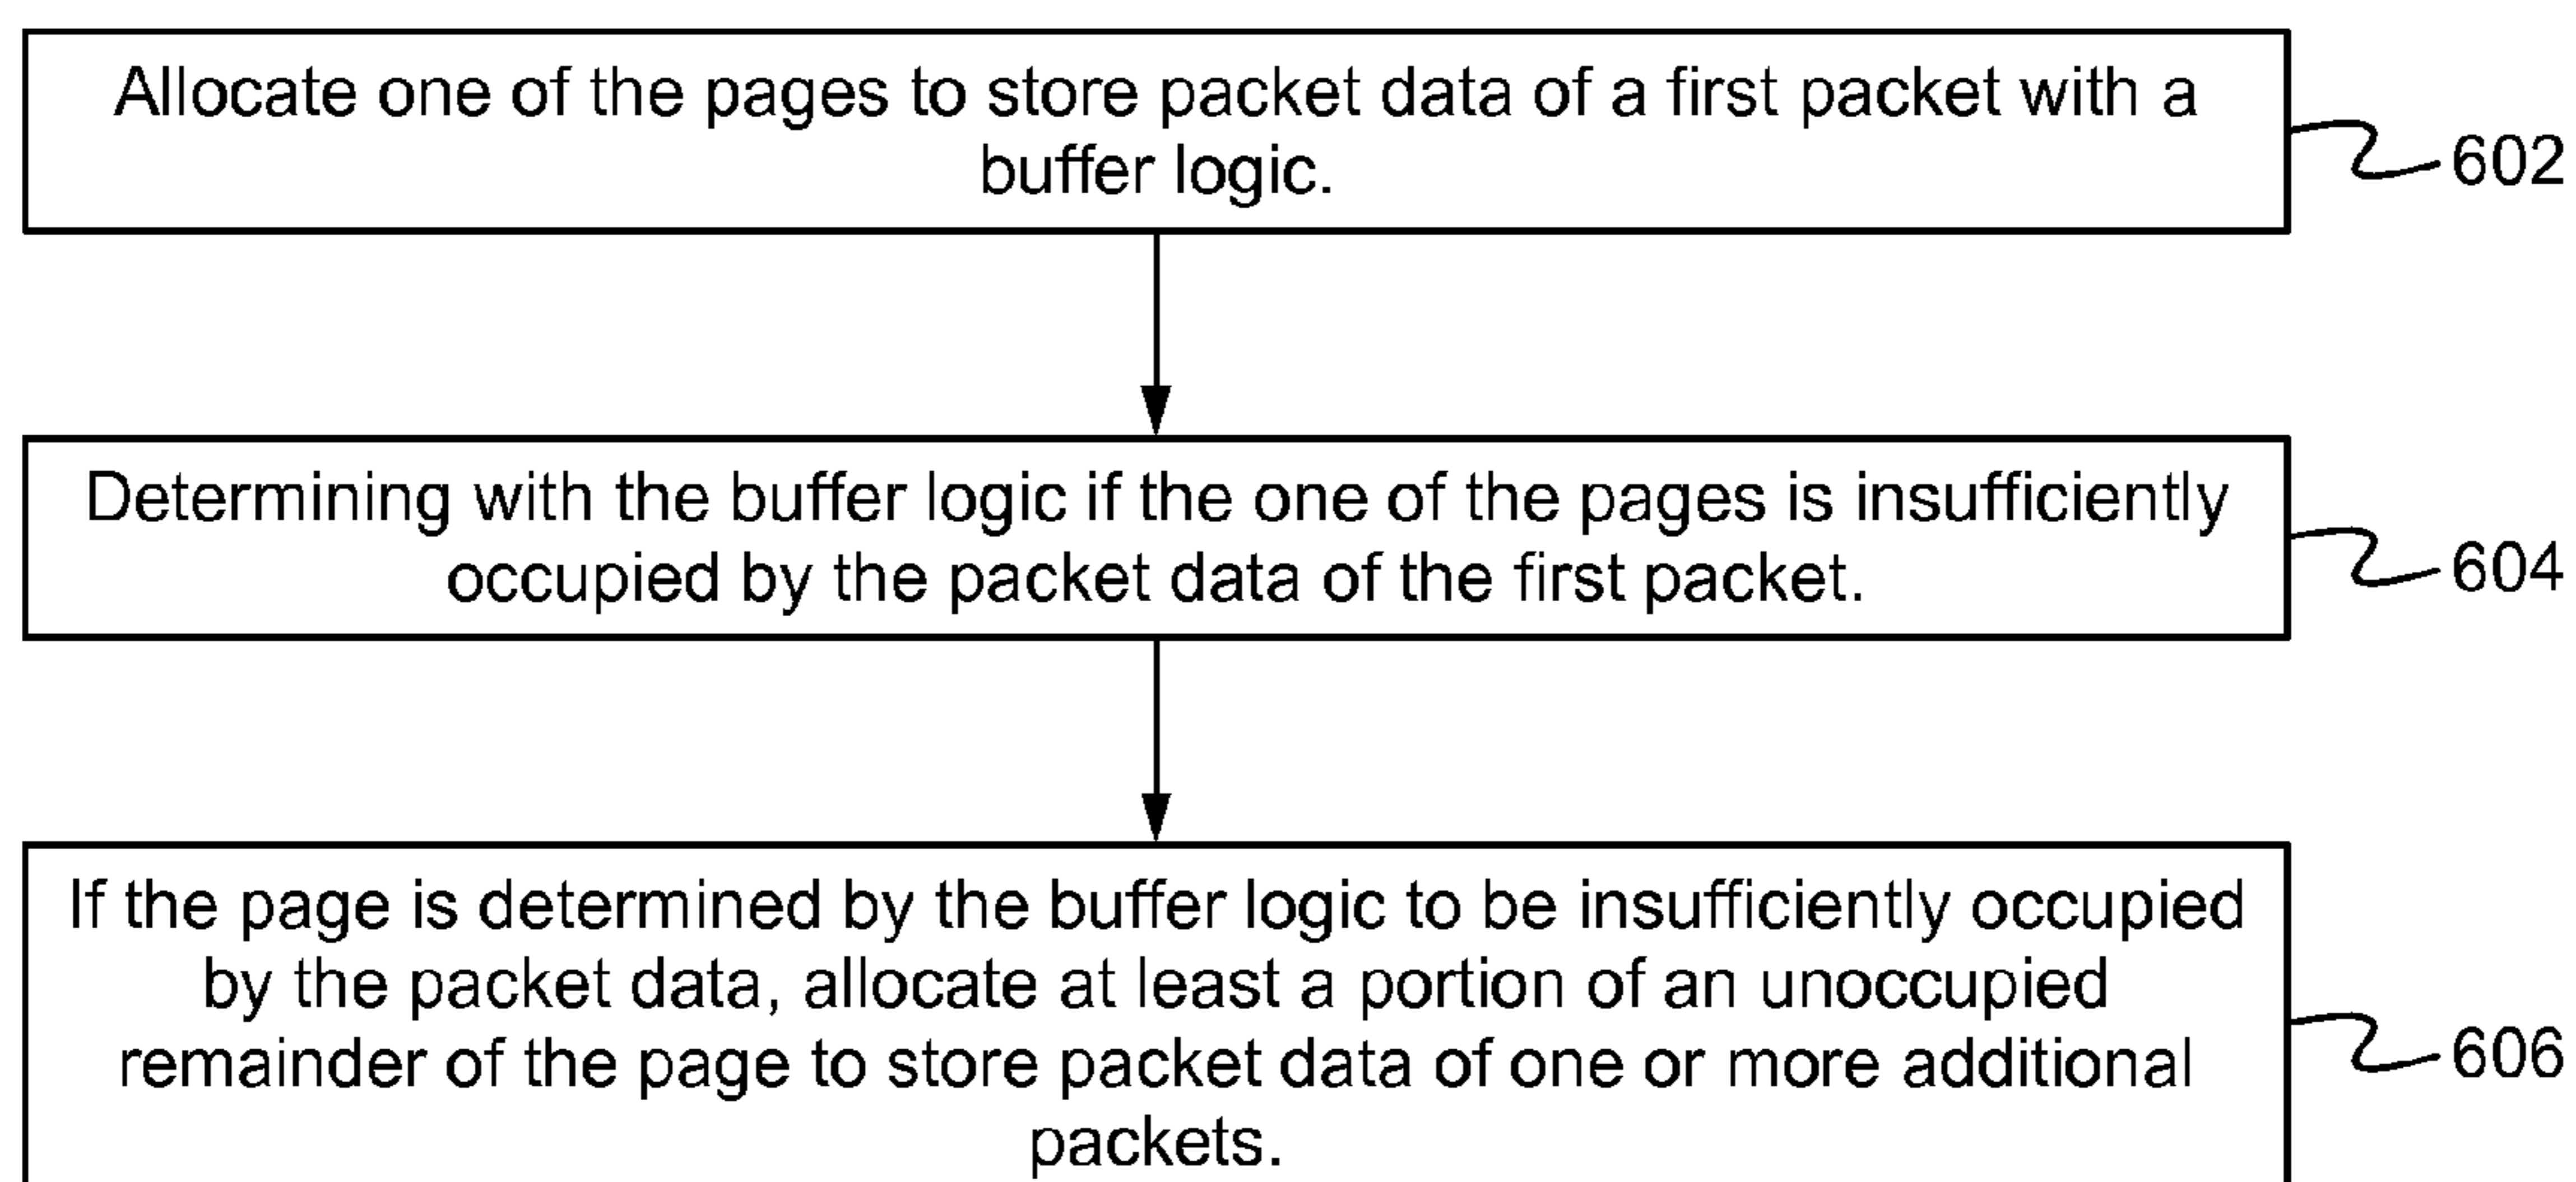 Allocate one of the pages to store packet data of a first packet with a
buffer logic.
602
Determining with the buffer logic if the one of the pages is insufficiently
occupied by the packet data of the first packet.
604
If the page is determined by the buffer logic to be insufficiently occupied
by the packet data, allocate at least a portion of an unoccupied
remainder of the page to store packet data of one or more additional
packets.
606